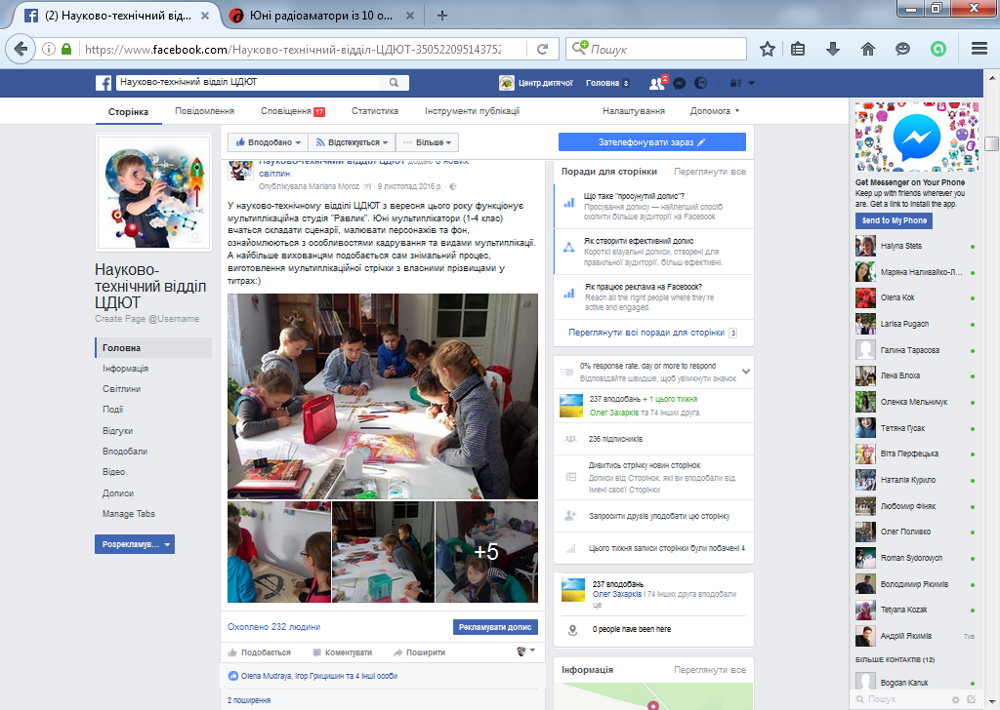 (2) Науково-технічний від...
Юні радіоаматори із 10 о...
https://www.facebook.com/Науково-технічний-відділ-ЦДЮТ-35052209514375
Пошук
Науково-технічний відділ ЦДЮТ
Центр.дитячої
Головна 8
2
Сторінка
Повідомлення
Сповіщення 17
Статистика
Інструменти публікації
Налаштування
Допомога
Науково-
технічний відділ
ЦДЮТ
Create Page @Username
Головна
Інформація
Світлини
Події
Відгуки
Вподобали
Відео
Дописи
Manage Tabs
Розрекламув...
Вподобано
Відстежується
Більше
Зателефонувати зараз
Науково-технічний відділ ЦДЮТ додає 8 нових
світлин.
Опублікувала Mariana Moroz [?] · 9 листопад 2016 р. ·
У науково-технічному відділі ЦДЮТ з вересня цього року функціонує
мультиплікаційна студія "Равлик". Юні мультиплікатори (1-4 клас)
вчаться складати сценарії, малювати персонажів та фон,
ознайомлюються з особливостями кадрування та видами мультиплікації.
А найбільше вихованцям подобається сам знімальний процес,
виготовлення мультиплікаційної стрічки з власними прізвищами у
титрах:)
+5
Охоплено 232 людини
Рекламувати допис
Подобається
Коментувати
Поширити
Olena Mudraya, Ігор Грицишин та 4 інші особи
2 поширення
Поради для сторінки
Переглянути все
Що таке "просунутий допис"?
Просування допису — найлегший спосіб
охопити більше аудиторії на Facebook.
Як створити ефективний допис
Короткі візуальні дописи, створені для
правильної аудиторії, більш ефективні.
Як працює реклама на Facebook?
Reach all the right people where they're
active and engaged.
Переглянути всі поради для сторінки 3
0% response rate, day or more to respond
Відповідайте швидше, щоб увімкнути значок
237 вподобань + 1 цього тижня
Олег Захарків та 74 інших друга.
236 підписників
Дивитись стрічку новин сторінок
Дописи від Сторінок, які ви вподобали від
імені своєї Сторінки
Запросити друзів уподобати цю сторінку
Цього тижня записи сторінки були побачені 4
237 вподобань
Олег Захарків і 74 інших друга вподобали
це
0 people have been here
Інформація
Переглянути все
Get Messenger on Your Phone
Keep up with friends wherever you
are. Get a link to install the app.
Send to My Phone
Halyna Stets
Маряна Наливайко-Л...
Olena Kok
Larisa Pugach
Галина Тарасова
Лена Блоха
Оленка Мельничук
Тетяна Гусак
Віта Перфецька
Наталія Курило
Любомир Фіняк
Олег Поливко
Roman Sydorovych
Володимир Якимів
Tetyana Kozak
Андрій Якимів 7хв
БІЛЬШЕ КОНТАКТІВ (12)
Bogdan Kanuk
Пошук